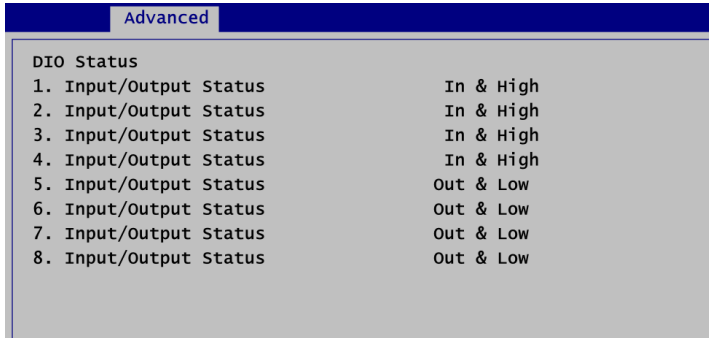 Advanced
DIO Status
1. Input/Output Status In & High
2. Input/Output Status In & High
3. Input/Output Status In & High
4. Input/Output Status In & High
5. Input/Output Status Out & Low
6. Input/Output Status Out & Low
7. Input/Output Status Out & Low
8. Input/Output Status Out & Low